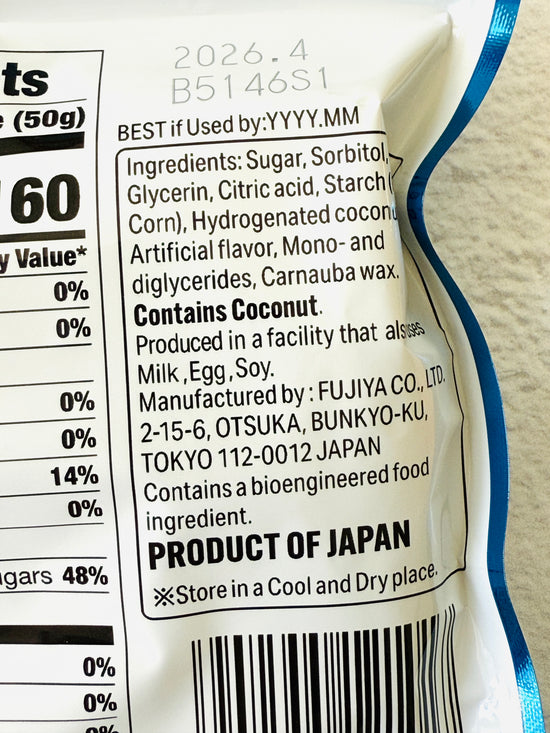 2026.4
B5146S1
BEST if Used by:YYYY.MM
ts
(50g)
60
y Value*
0%
0%
0%
0%
14%
0%
ugars 48%
0%
0%
Ingredients: Sugar, Sorbitol,
Glycerin, Citric acid, Starch (
Corn), Hydrogenated
Artificial flavor, Mono- and
diglycerides, Carnauba wax.
Contains Coconut.
Produced in a facility that also uses
Milk ,Egg ,Soy.
Manufactured by : FUJIYA CO., LTD.
2-15-6, OTSUKA, BUNKYO-KU,
TOKYO 112-0012 JAPAN
Contains a bioengineered food
ingredient.
PRODUCT OF JAPAN
※Store in a Cool and Dry place.